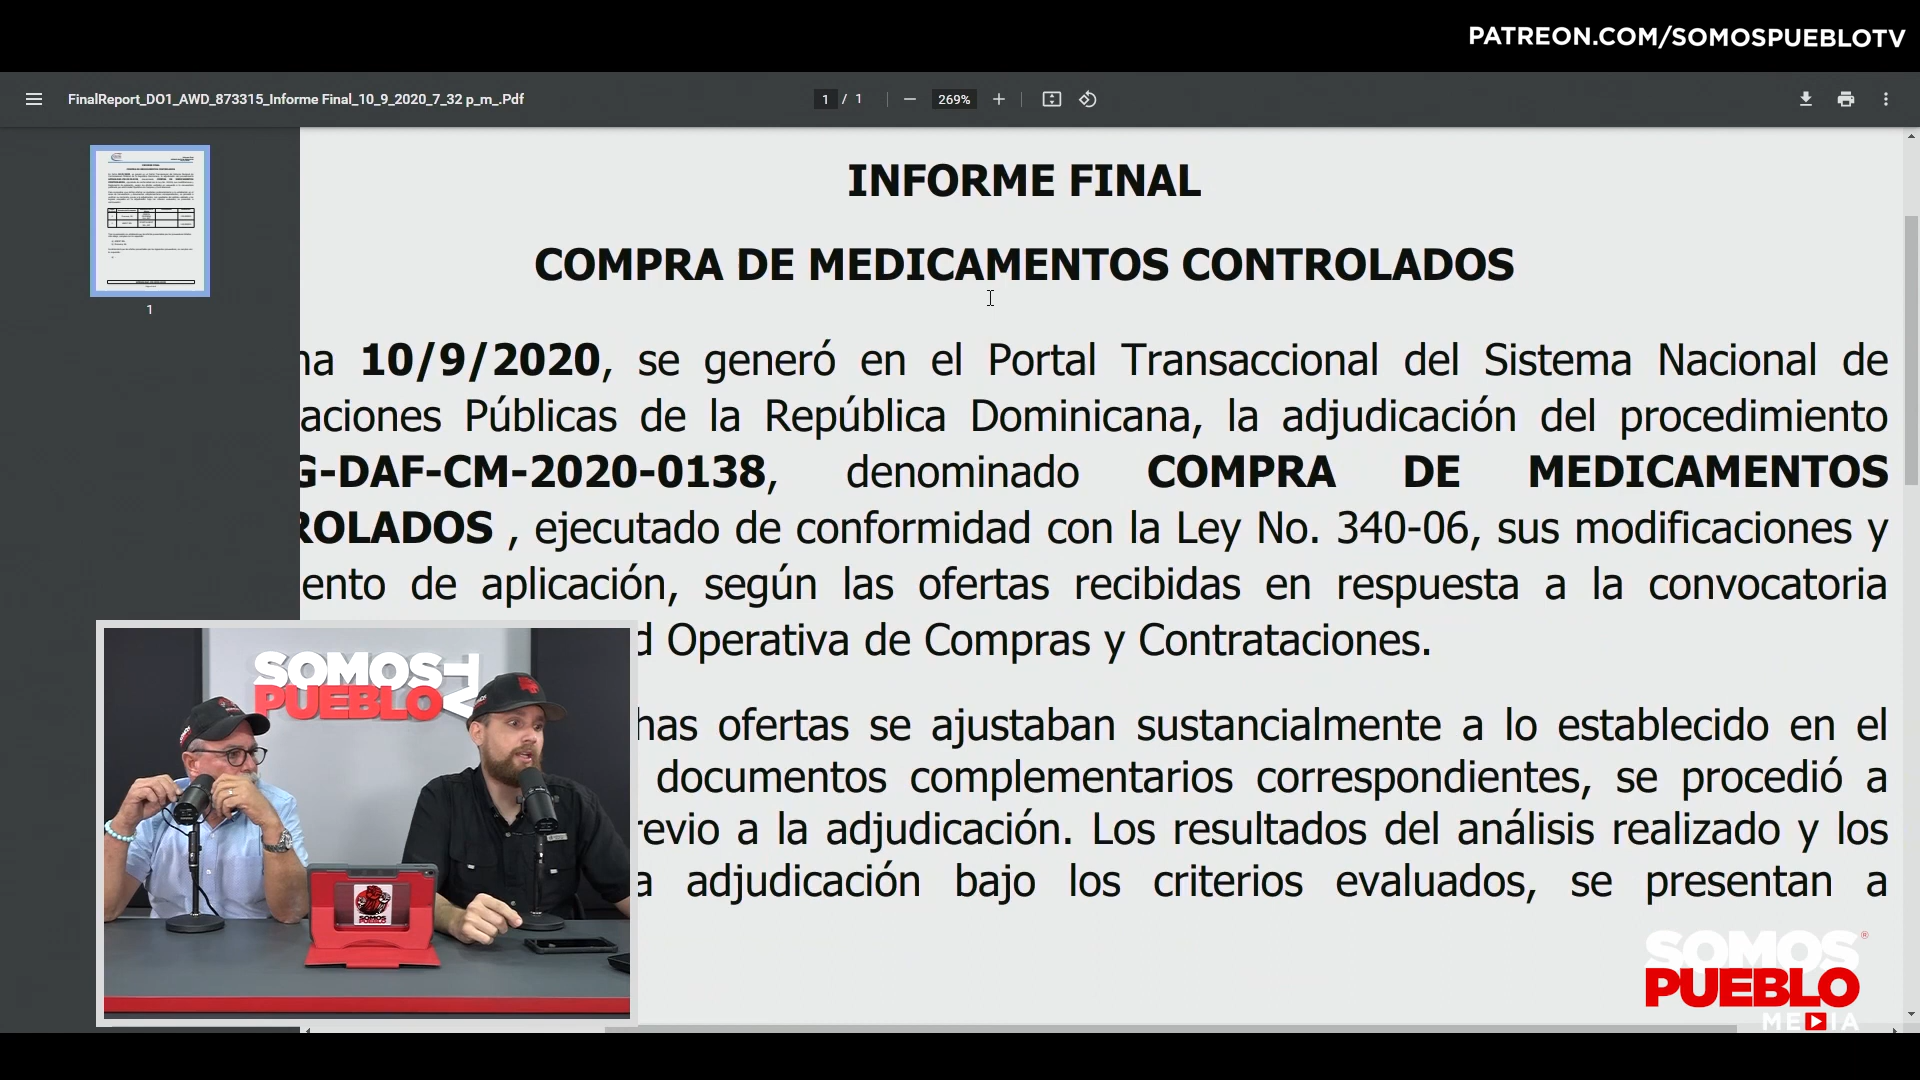 PATREON.COM/SOMOSPUEBLOTV
FinalReport_DO1_AWD_873315_Informe Final_10_9_2020_7_32 p_m_.Pdf
1 / 1
269%
INFORME FINAL
COMPRA DE MEDICAMENTOS CONTROLADOS
na 10/9/2020, se generó en el Portal Transaccional del Sistema Nacional de
aciones Públicas de la República Dominicana, la adjudicación del procedimiento
G-DAF-CM-2020-0138, denominado COMPRA DE MEDICAMENTOS
ROLADOS , ejecutado de conformidad con la Ley No. 340-06, sus modificaciones y
ento de aplicación, según las ofertas recibidas en respuesta a la convocatoria
d Operativa de Compras y Contrataciones.
has ofertas se ajustaban sustancialmente a lo establecido en el
documentos complementarios correspondientes, se procedió a
revio a la adjudicación. Los resultados del análisis realizado y los
a adjudicación bajo los criterios evaluados, se presentan a
1
SOMOS TV
PUEBLO
SOMOS
PUEBLO
SOMOS®
PUEBLO
MEDIA